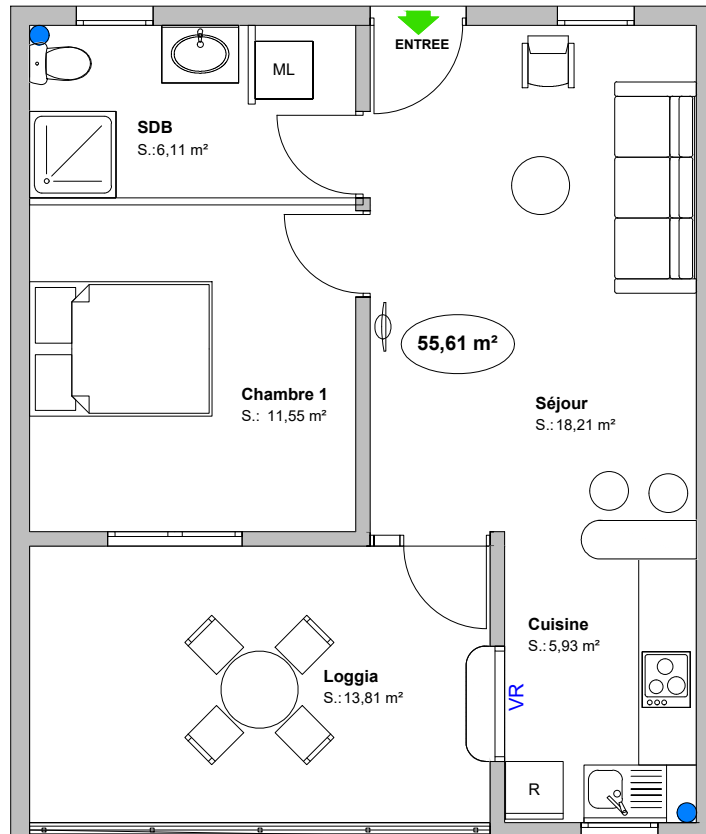 ENTREE
ML
SDB
S.:6,11 m²
55,61 m²
Chambre 1
S.: 11,55 m²
Séjour
S.:18,21 m²
Cuisine
S.:5,93 m²
Loggia
S.:13,81 m²
VR
R